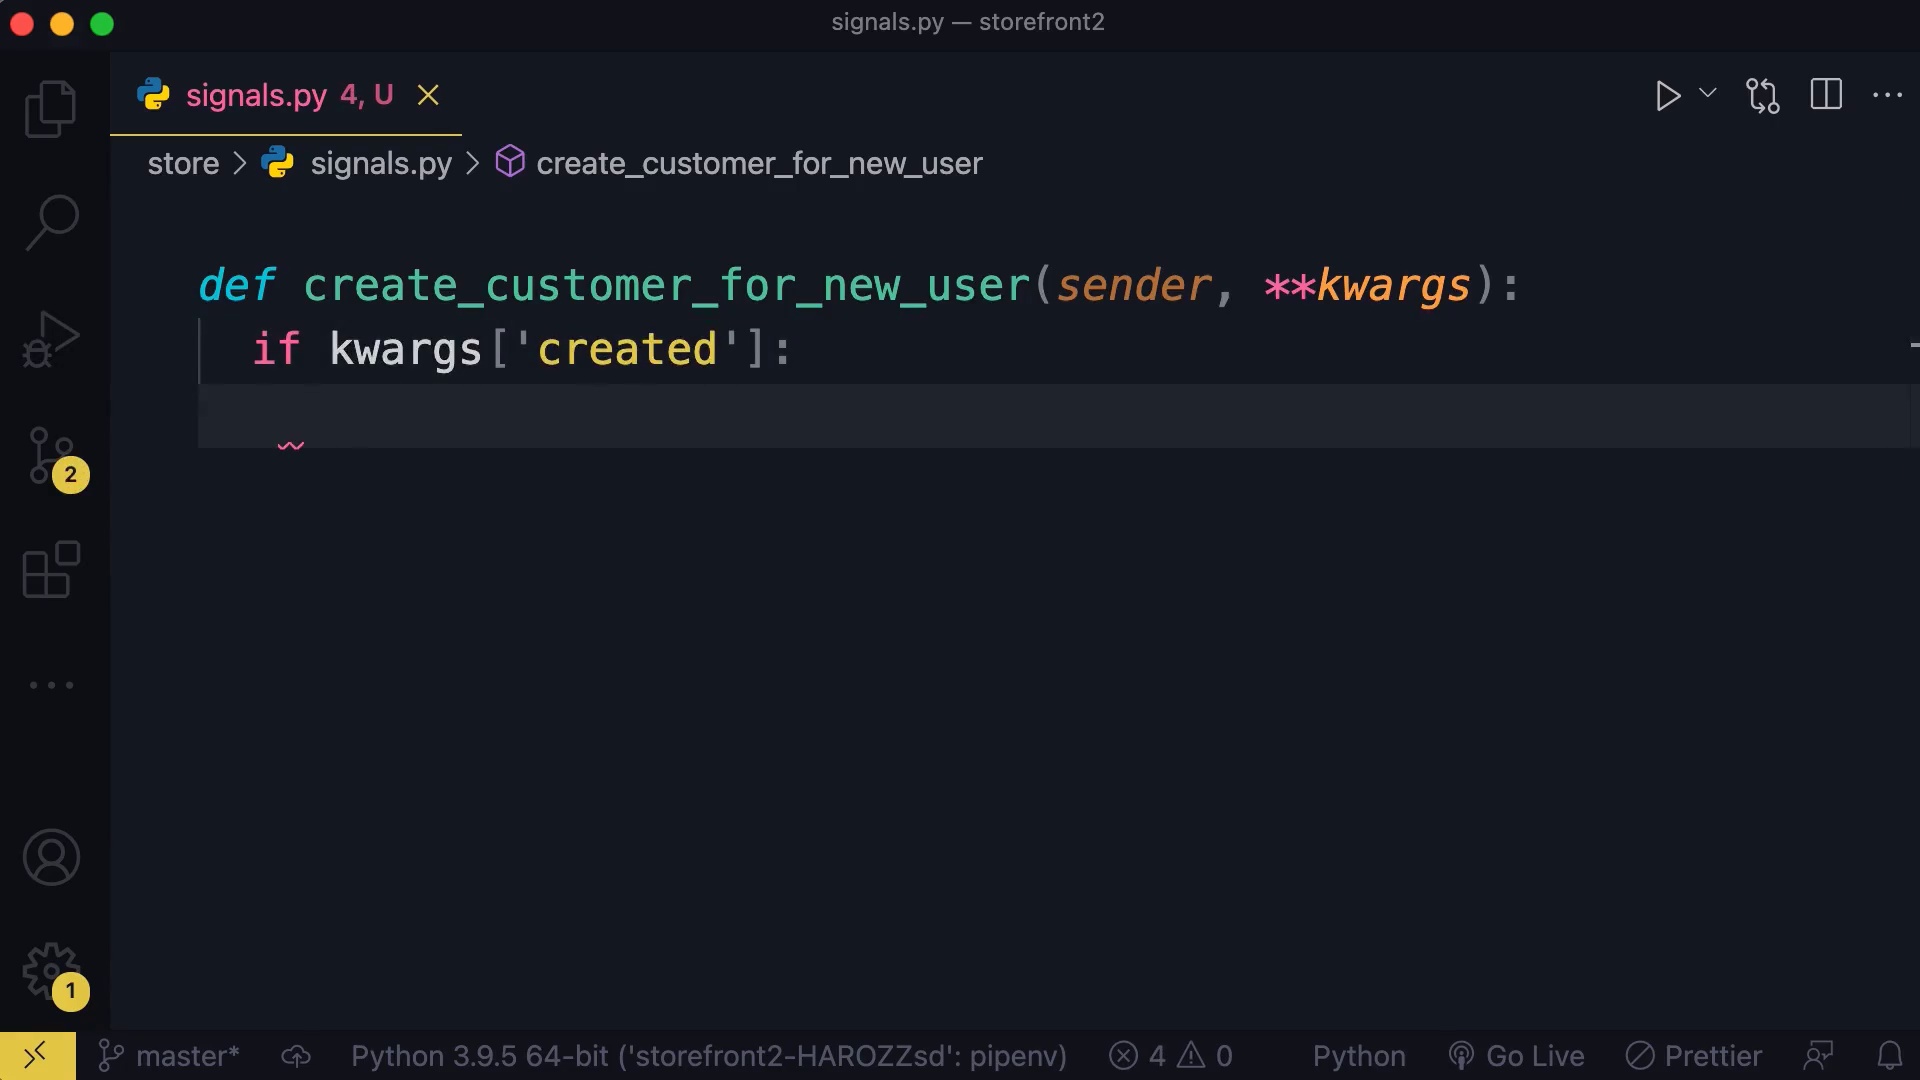 signals.py — storefront2
signals.py 4, U
store > signals.py > create_customer_for_new_user
def create_customer_for_new_user(sender, **kwargs):
if kwargs['created']:
2
1
master* Python 3.9.5 64-bit ('storefront2-HAROZZsd': pipenv) 4 0 Python Go Live Prettier